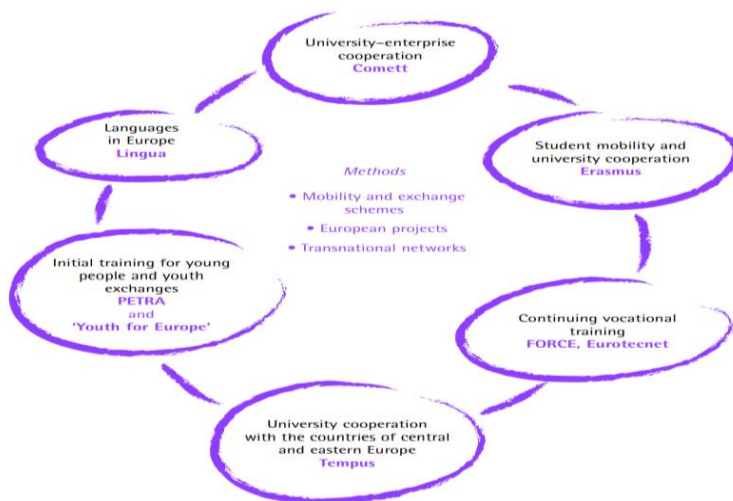 University–enterprise
cooperation
Comett
Languages
in Europe
Lingua
Student mobility and
university cooperation
Erasmus
Methods
• Mobility and exchange
schemes
• European projects
• Transnational networks
Initial training for young
people and youth
exchanges
PETRA
and
‘Youth for Europe’
Continuing vocational
training
FORCE, Eurotecnet
University cooperation
with the countries of central
and eastern Europe
Tempus